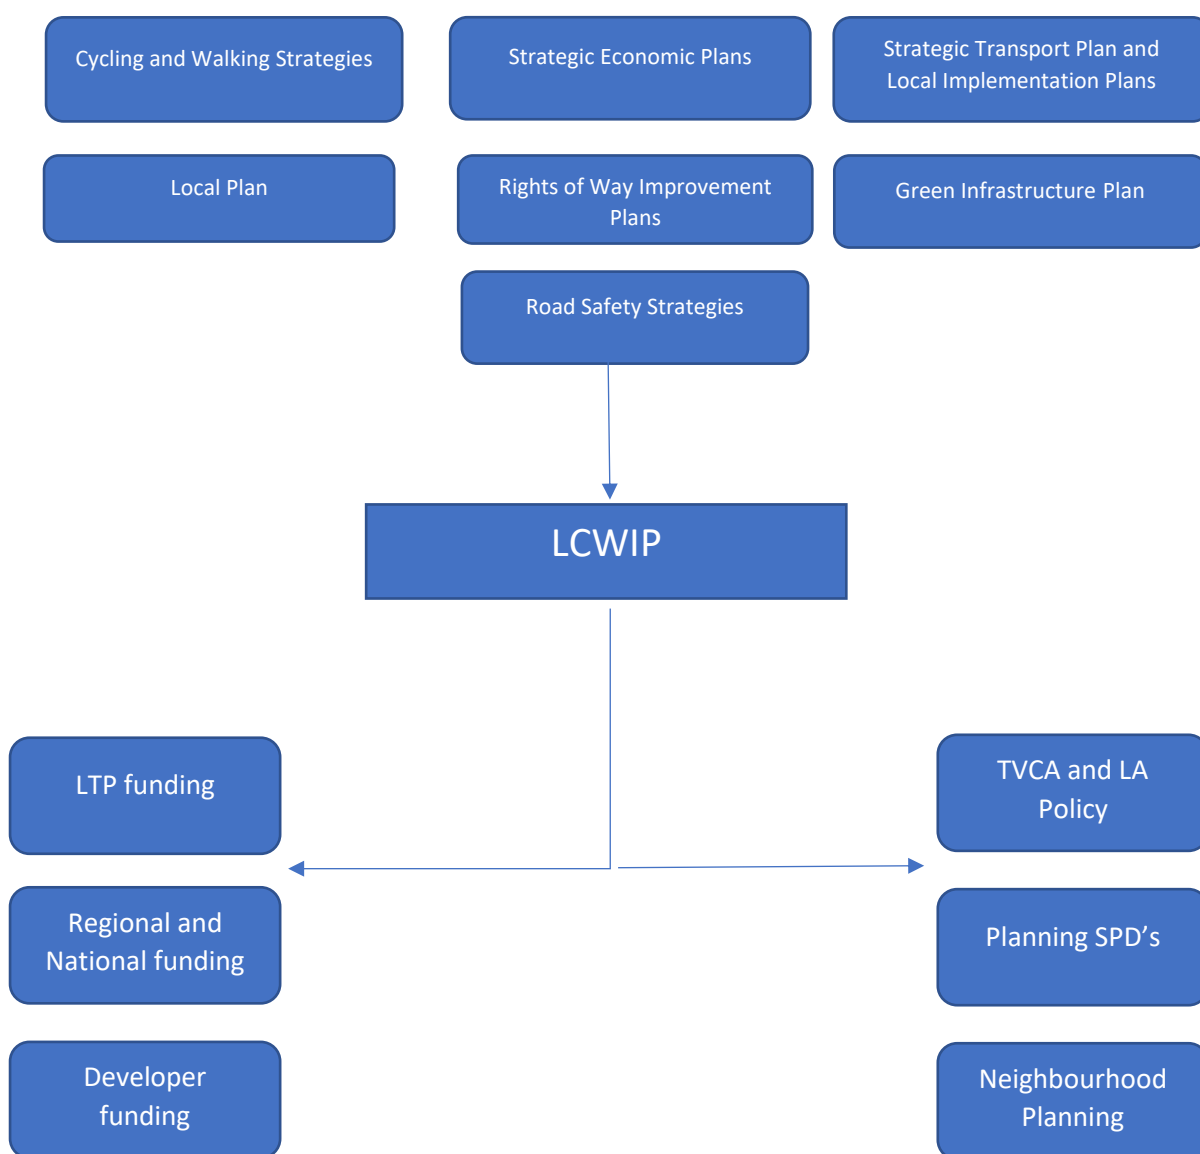 Cycling and Walking Strategies
Strategic Economic Plans
Strategic Transport Plan and
Local Implementation Plans
Local Plan
Rights of Way Improvement
Plans
Green Infrastructure Plan
Road Safety Strategies
LCWIP
LTP funding
Regional and
National funding
Developer
funding
TVCA and LA
Policy
Planning SPD’s
Neighbourhood
Planning